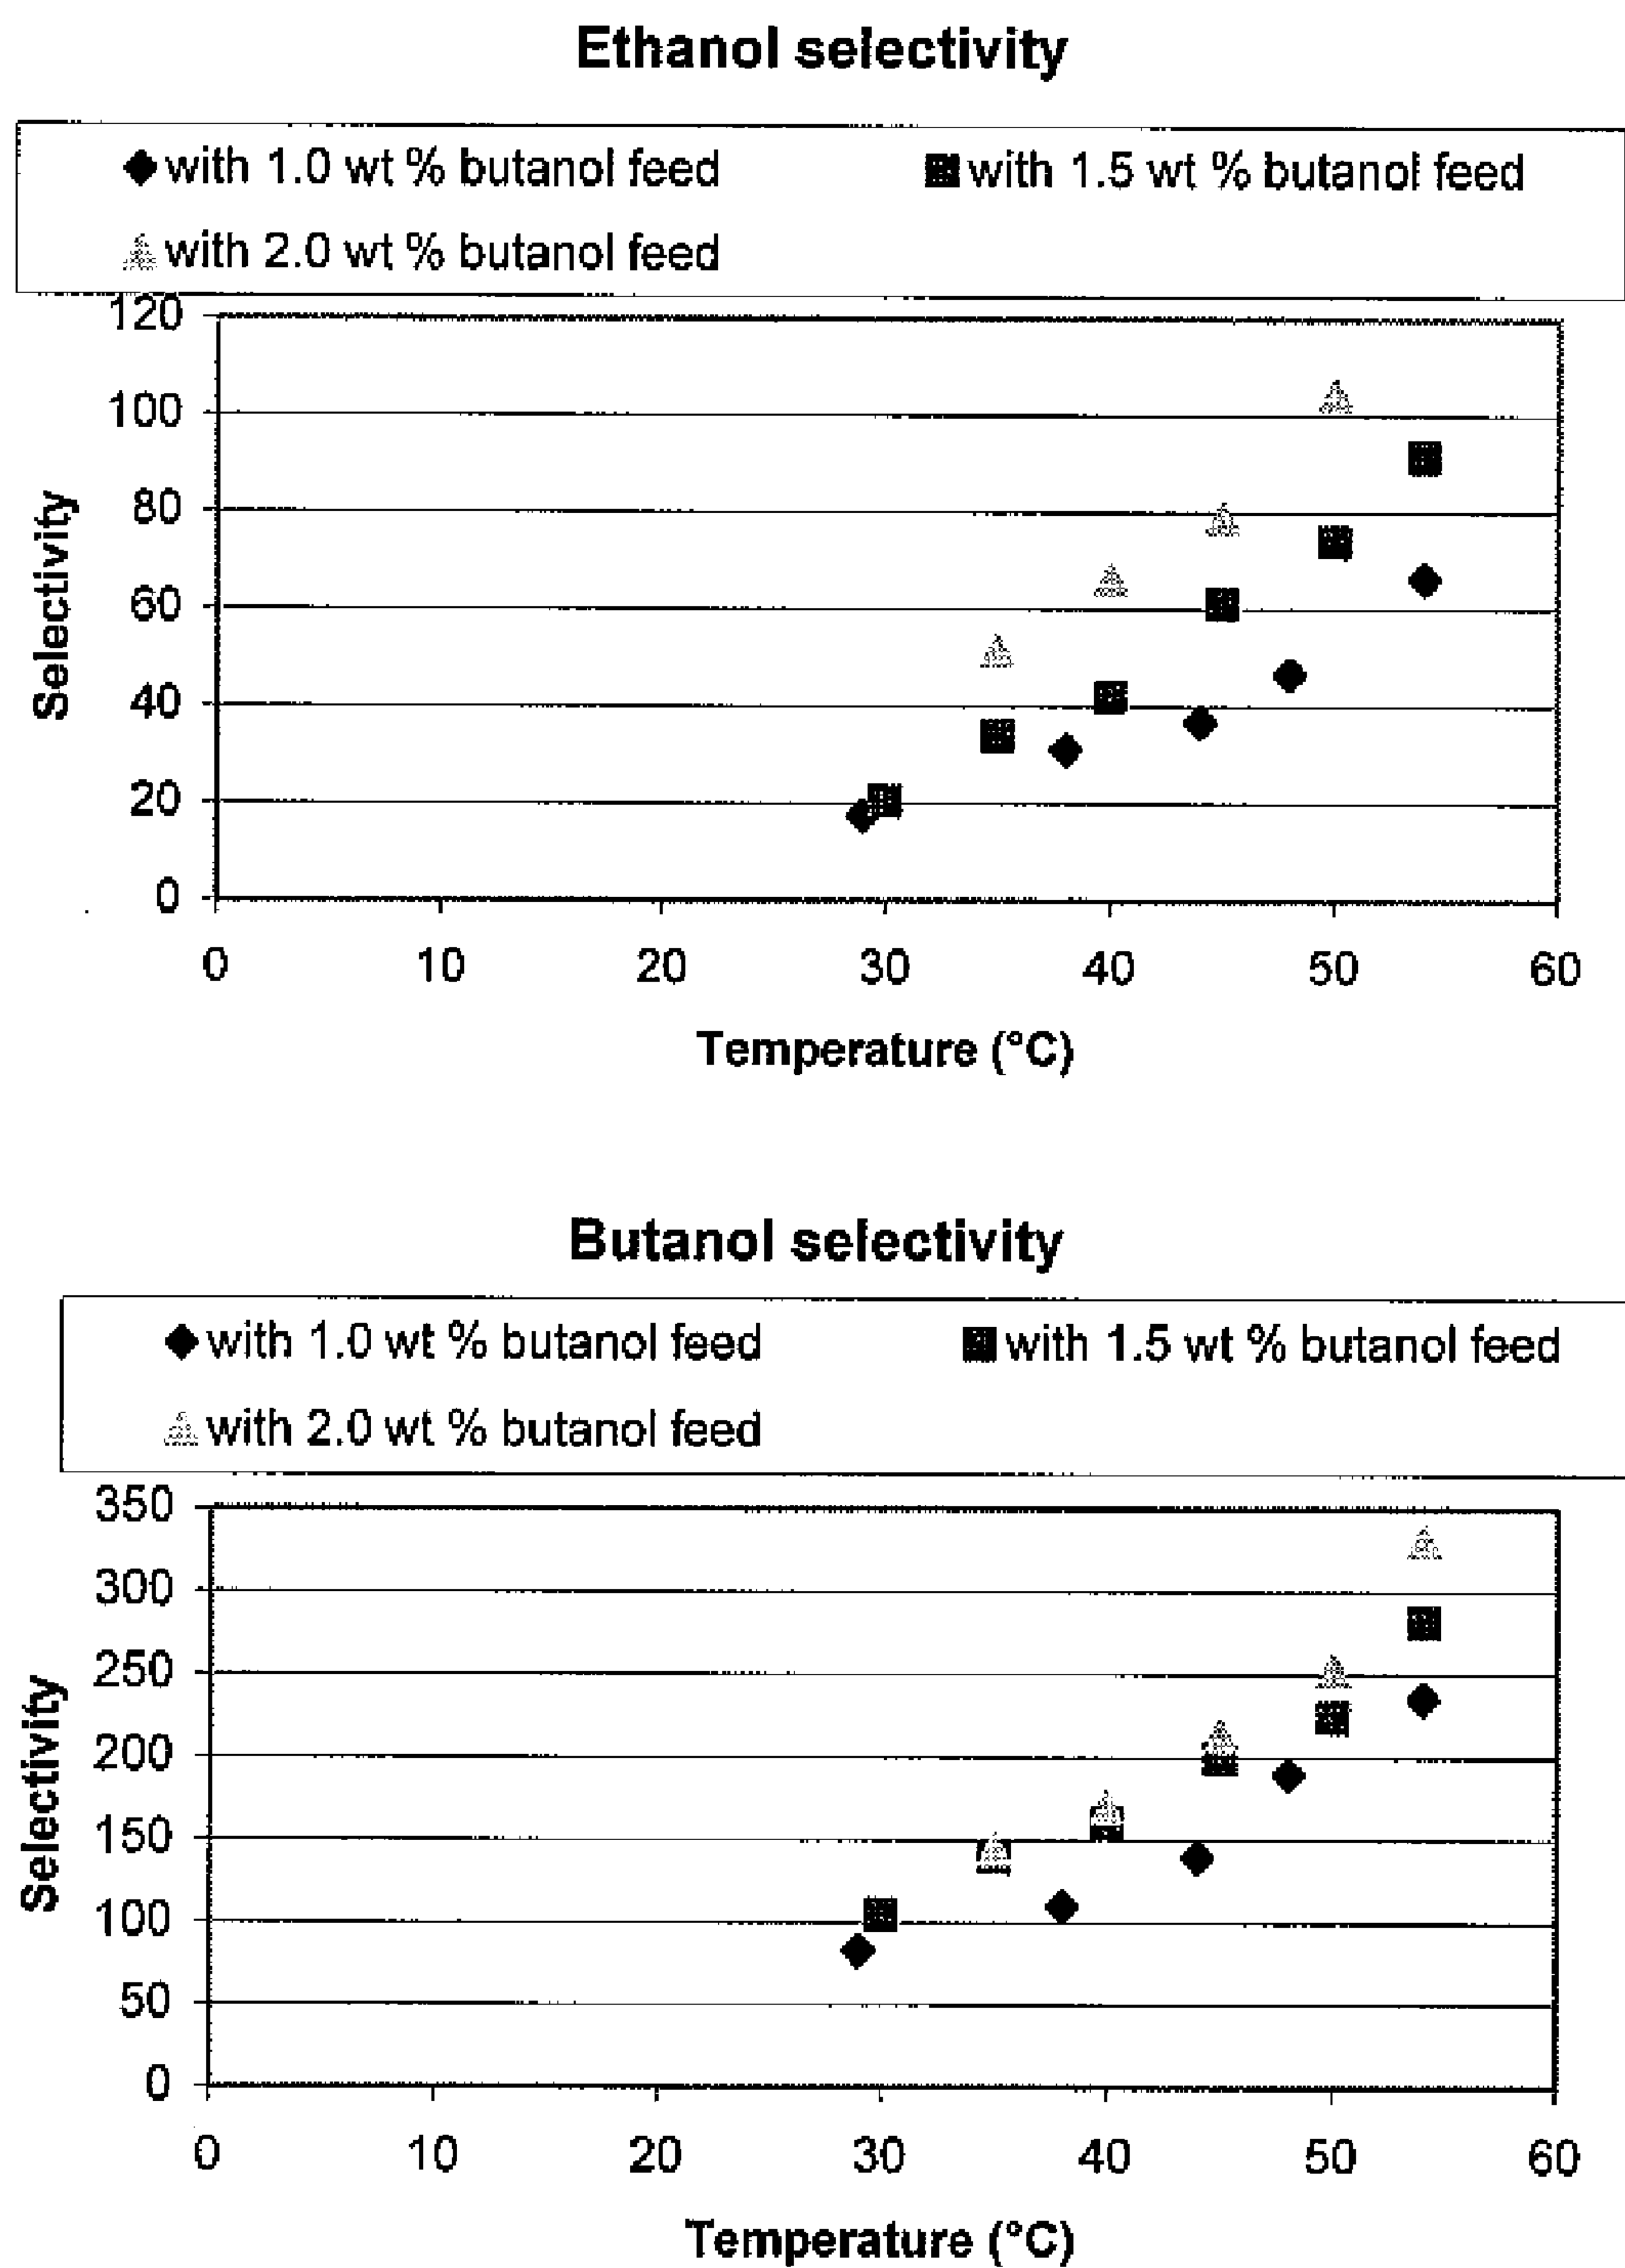 Ethanol selectivity
with 1.0 wt % butanol feed with 1.5 wt % butanol feed
with 2.0 wt % butanol feed
120
100
80
60
40
20
0
Selectivity
0 10 20 30 40 50 60
Temperature (°C)
Butanol selectivity
with 1.0 wt % butanol feed with 1.5 wt % butanol feed
with 2.0 wt % butanol feed
350
300
250
200
150
100
50
0
Selectivity
0 10 20 30 40 50 60
Temperature (°C)